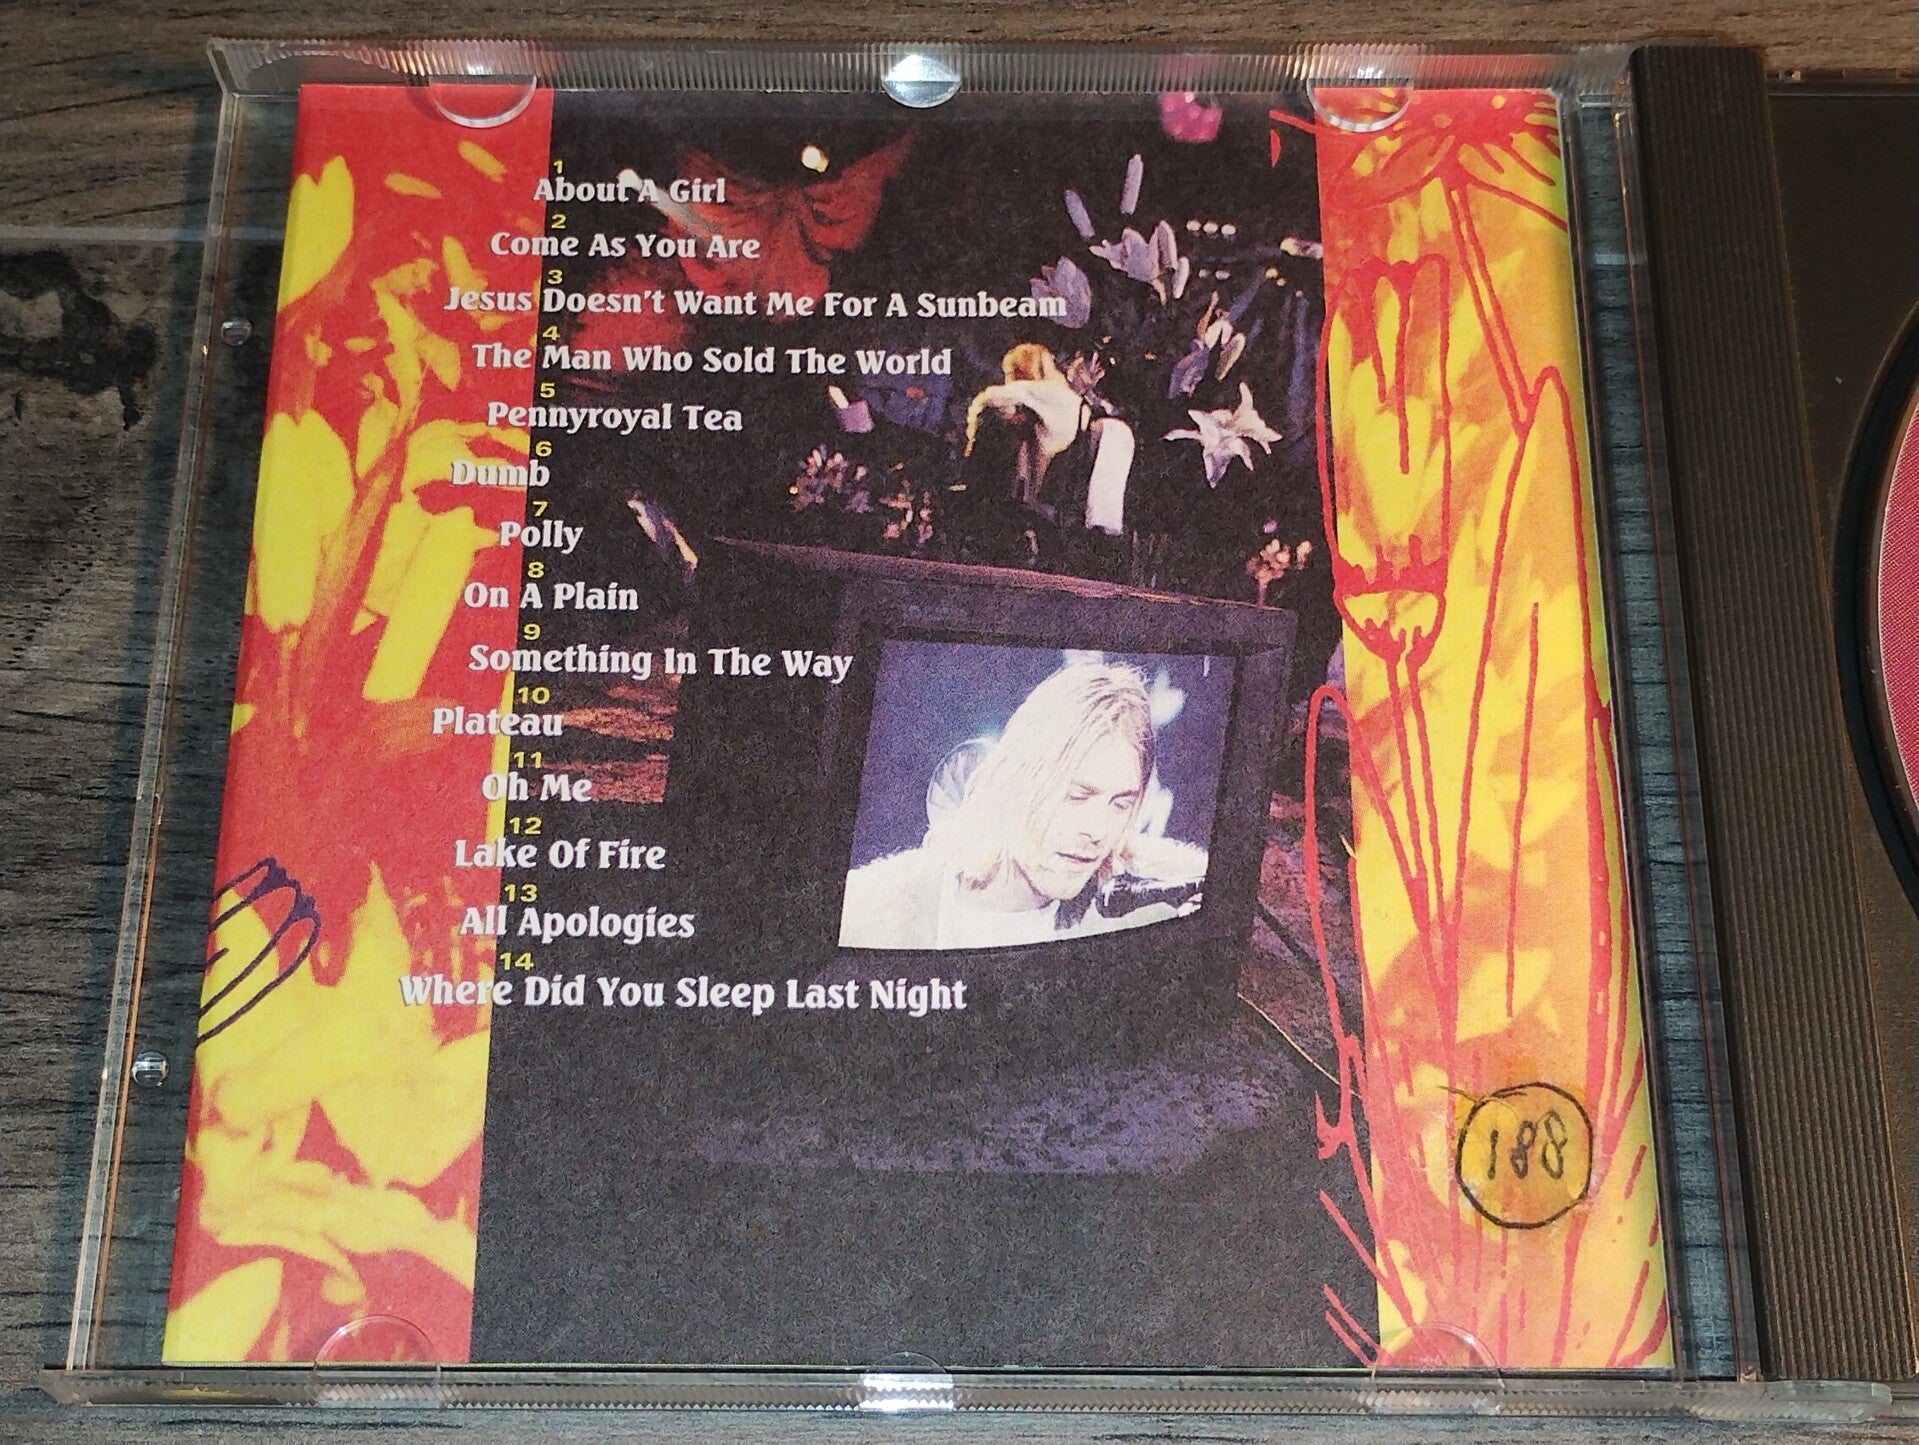 1
About A Girl
2
Come As You Are
3
Jesus Doesn't Want Me For A Sunbeam
4
The Man Who Sold The World
5
Pennyroyal Tea
6
Dumb
7
Polly
8
On A Plain
9
Something In The Way
10
Plateau
11
Oh Me
12
Lake Of Fire
13
All Apologies
14
Where Did You Sleep Last Night
188